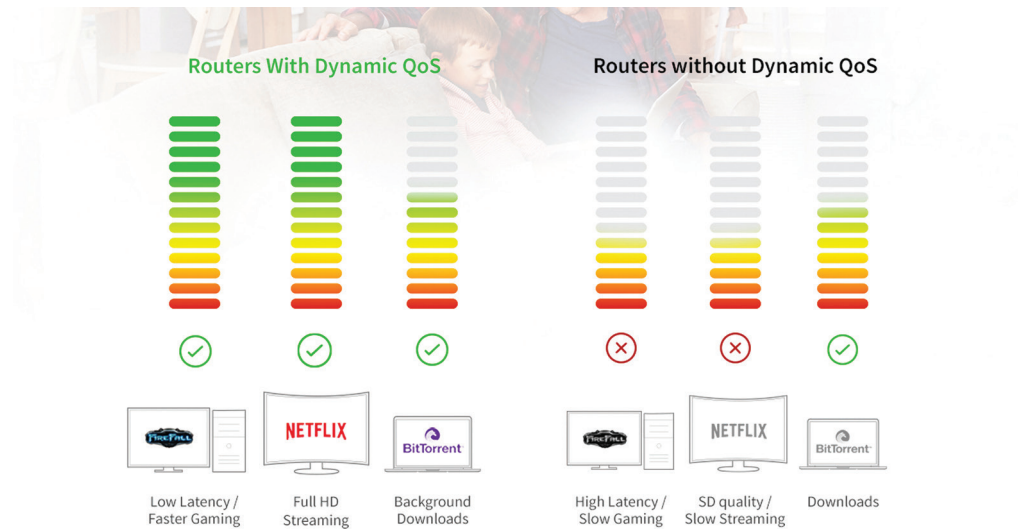 Routers With Dynamic QoS
Routers without Dynamic QoS
FIREFALL
NETFLIX
BitTorrent
FIREFALL
NETFLIX
BitTorrent
Low Latency /
Faster Gaming
Full HD
Streaming
Background
Downloads
High Latency /
Slow Gaming
SD quality /
Slow Streaming
Downloads